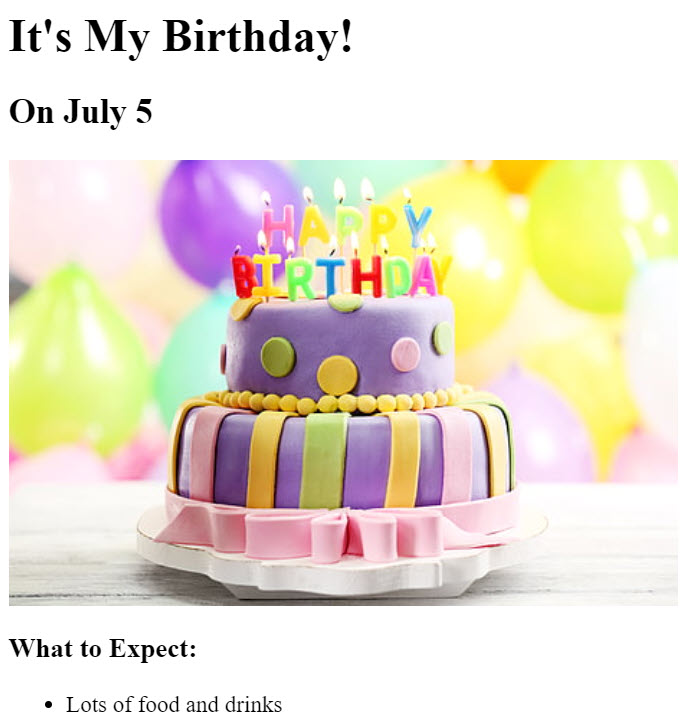 It's My Birthday!
On July 5
HAPPY
BIRTHDAY
What to Expect:
• Lots of food and drinks